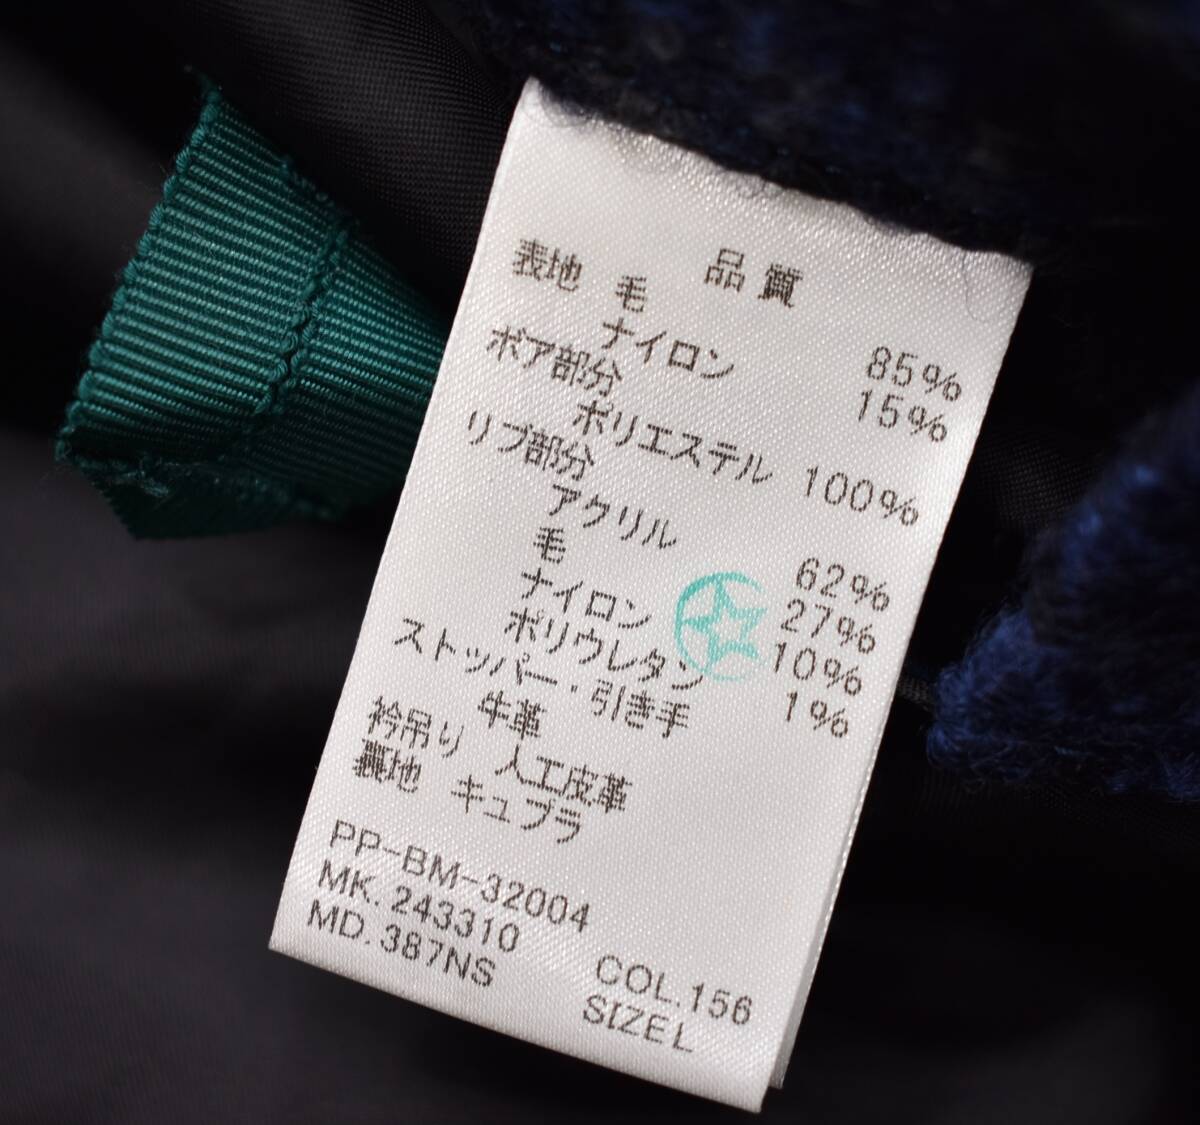 品質
表地 毛 85%
ナイロン 15%
ボア部分
ポリエステル 100%
リブ部分
アクリル 62%
毛 27%
ナイロン 10%
ポリウレタン 1%
ストッパー・引き手
牛革
衿吊り 人工皮革
裏地 キュプラ
PP-BM-32004
MK.243310
MD.387NS COL.156
SIZE L